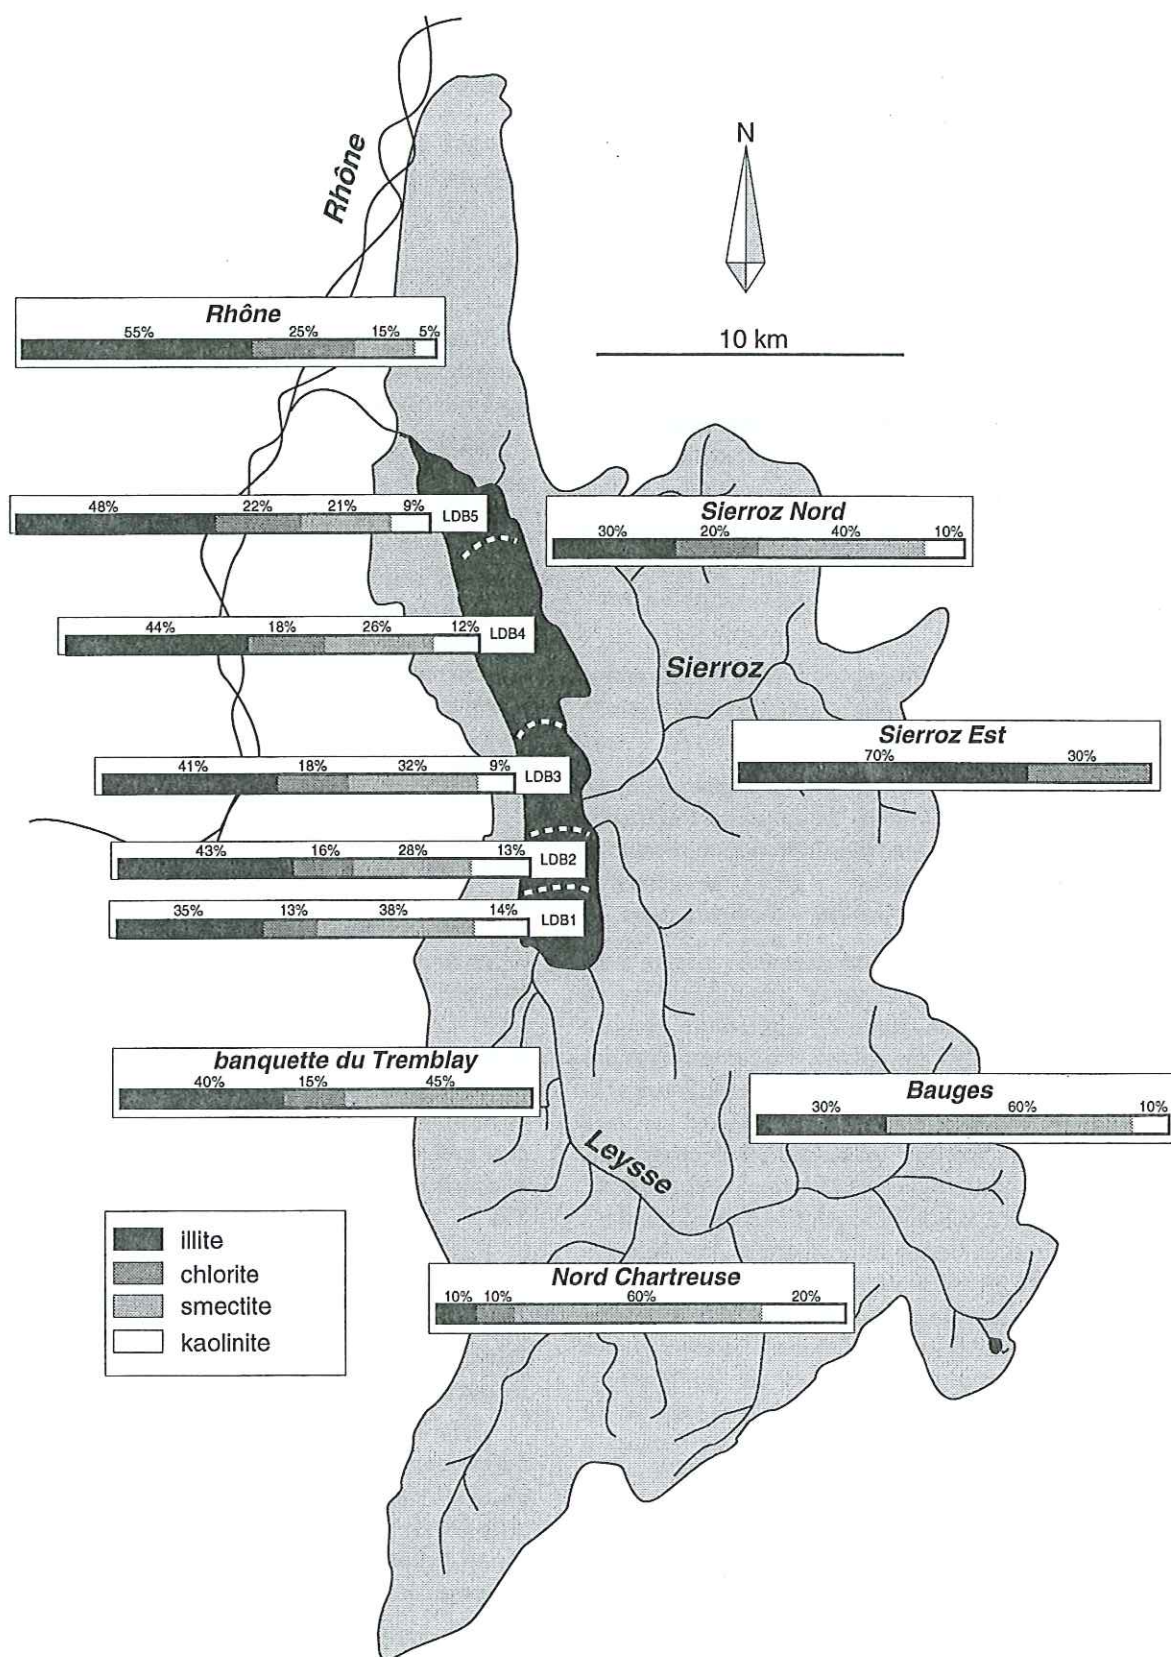 Rhône
N
10 km
Rhône
55% 25% 15% 5%
48% 22% 21% 9% LDB5
Sierroz Nord
30% 20% 40% 10%
44% 18% 26% 12% LDB4
Sierroz
Sierroz Est
70% 30%
41% 18% 32% 9% LDB3
43% 16% 28% 13% LDB2
35% 13% 38% 14% LDB1
banquette du Tremblay
40% 15% 45%
Bauges
30% 60% 10%
Leysse
illite
chlorite
smectite
kaolinite
Nord Chartreuse
10% 10% 60% 20%